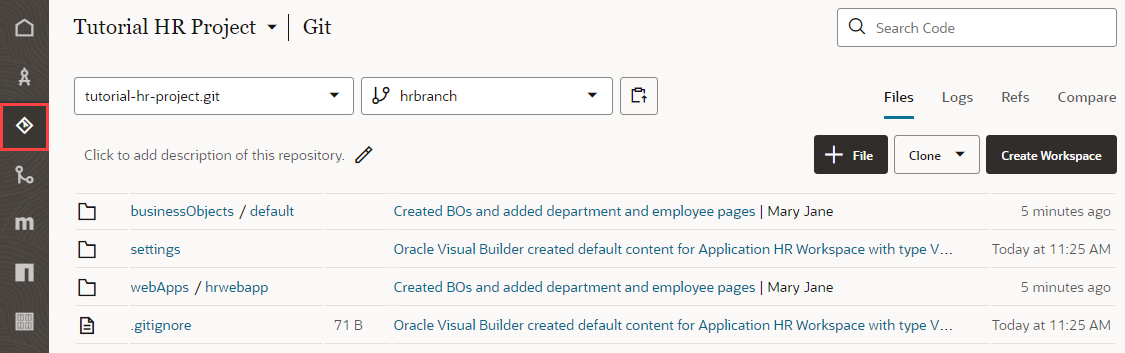 Tutorial HR Project Git
Search Code
tutorial-hr-project.git hrbranch
Files Logs Refs Compare
Click to add description of this repository. File Clone Create Workspace
businessObjects / default Created BOs and added department and employee pages | Mary Jane 5 minutes ago
settings Oracle Visual Builder created default content for Application HR Workspace with type V... Today at 11:25 AM
webApps / hrwebapp Created BOs and added department and employee pages | Mary Jane 5 minutes ago
.gitignore 71 B Oracle Visual Builder created default content for Application HR Workspace with type V... Today at 11:25 AM